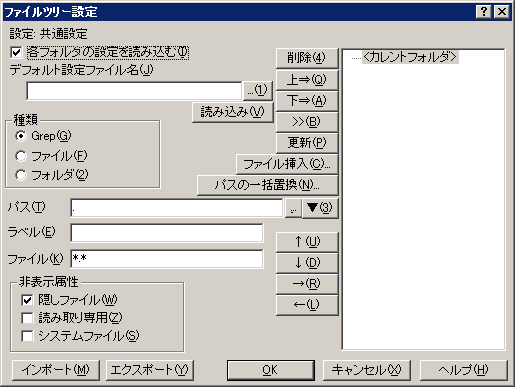 ファイルツリー設定
設定: 共通設定
各フォルダの設定を読み込む(I)
デフォルト設定ファイル名(J)
...(1)
読み込み(V)
種類
Grep(G)
ファイル(F)
フォルダ(2)
削除(4)
上⇒(Q)
下⇒(A)
>>(B)
更新(P)
ファイル挿入(C)...
パスの一括置換(N)...
<カレントフォルダ>
パス(T) . .. ▼(3)
ラベル(E)
ファイル(K) *.*
非表示属性
隠しファイル(W)
読み取り専用(Z)
システムファイル(S)
↑(U)
↓(D)
→(R)
←(L)
インポート(M) エクスポート(Y) OK キャンセル(X) ヘルプ(H)